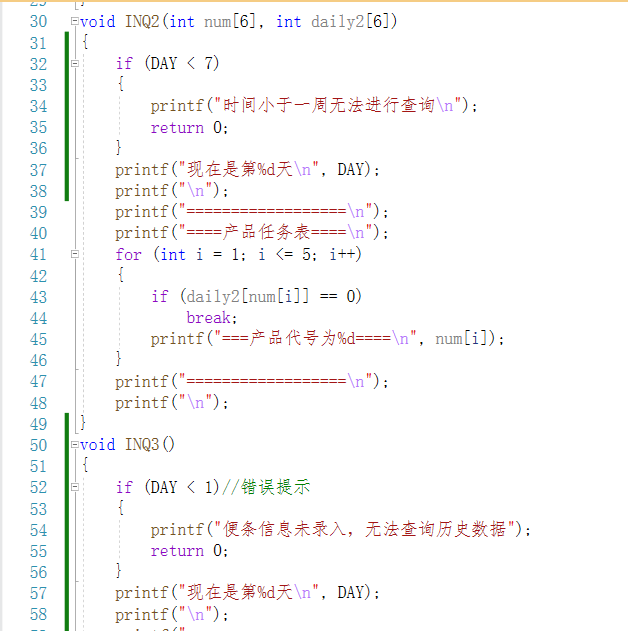 30 void INQ2(int num[6], int daily2[6])
31 {
32 if (DAY < 7)
33 {
34 printf("时间小于一周无法进行查询\n");
35 return 0;
36 }
37 printf("现在是第%d天\n", DAY);
38 printf("\n");
39 printf("==================\n");
40 printf("====产品任务表====\n");
41 for (int i = 1; i <= 5; i++)
42 {
43 if (daily2[num[i]] == 0)
44 break;
45 printf("===产品代号为%d====\n", num[i]);
46 }
47 printf("==================\n");
48 printf("\n");
49 }
50 void INQ3()
51 {
52 if (DAY < 1)//错误提示
53 {
54 printf("便条信息未录入，无法查询历史数据");
55 return 0;
56 }
57 printf("现在是第%d天\n", DAY);
58 printf("\n");